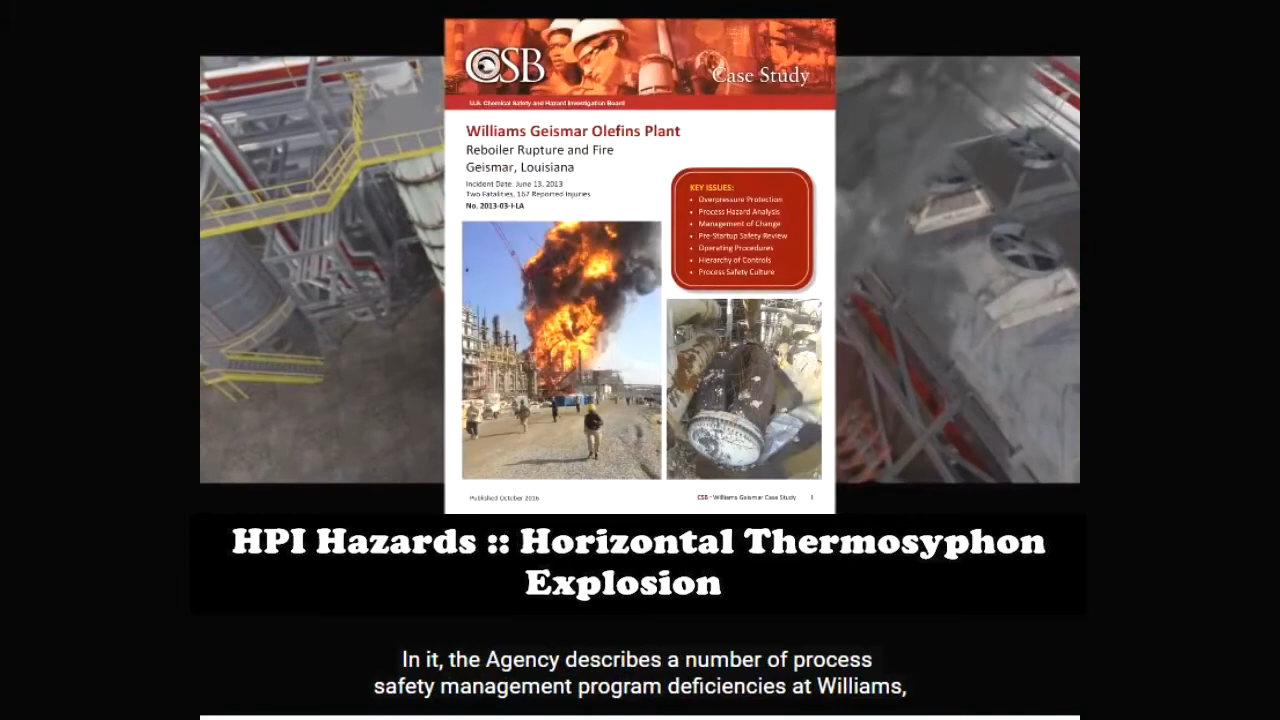 CSB
Case Study
U.S. Chemical Safety and Hazard Investigation Board
Williams Geismar Olefins Plant
Reboiler Rupture and Fire
Geismar, Louisiana
Incident Date: June 13, 2013
Two Fatalities, 167 Reported Injuries
No. 2013-03-I-LA
KEY ISSUES:
• Overpressure Protection
• Process Hazard Analysis
• Management of Change
• Pre-Startup Safety Review
• Operating Procedures
• Hierarchy of Controls
• Process Safety Culture
Published October 2016
CSB - Williams Geismar Case Study 1
HPI Hazards :: Horizontal Thermosyphon
Explosion
In it, the Agency describes a number of process
safety management program deficiencies at Williams,